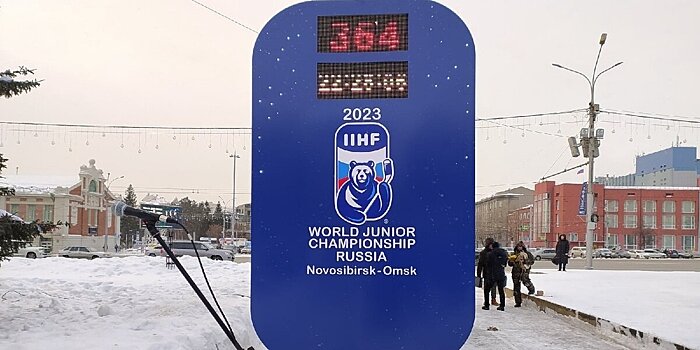 364
2023
IIHF
WORLD JUNIOR
CHAMPIONSHIP
RUSSIA
Novosibirsk-Omsk